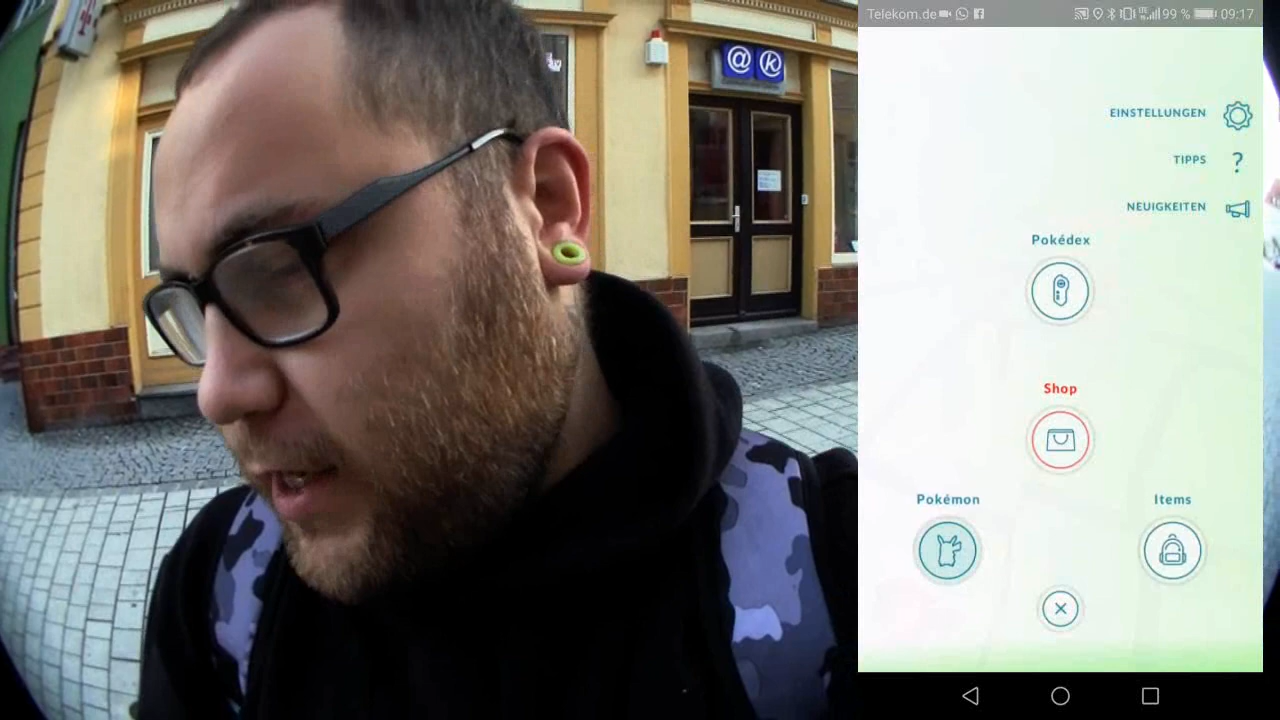 @ k
Telekom.de
99 %
09:17
EINSTELLUNGEN
TIPPS
?
NEUIGKEITEN
Pokédex
Shop
Pokémon
Items